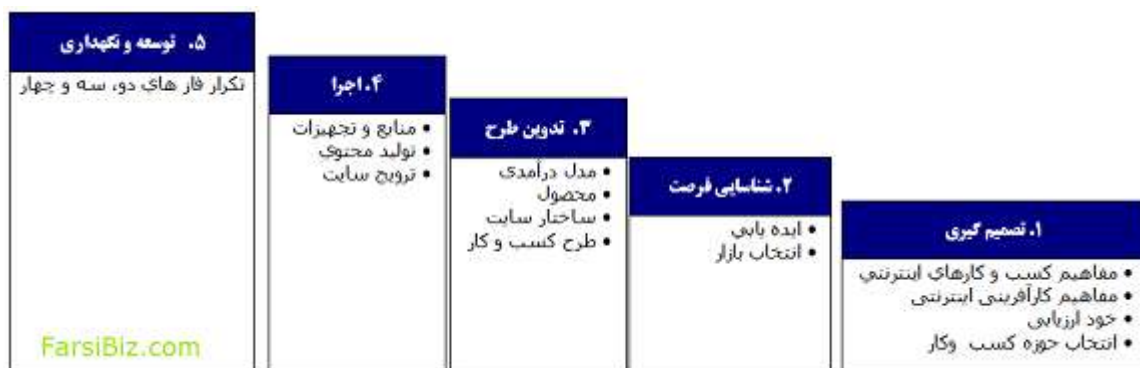 ۱. تصمیم گیری
• مفاهیم کسب و کارهای اینترنتی
• مفاهیم کارآفرینی اینترنتی
• خود ارزیابی
• انتخاب حوزه کسب وکار
۲. شناسایی فرصت
• ایده یابی
• انتخاب بازار
۳. تدوین طرح
• مدل درآمدی
• محصول
• ساختار سایت
• طرح کسب و کار
۴. اجرا
• منابع و تجهیزات
• تولید محتوی
• ترویج سایت
۵. توسعه و نگهداری
تکرار فاز های دو، سه و چهار
FarsiBiz.com